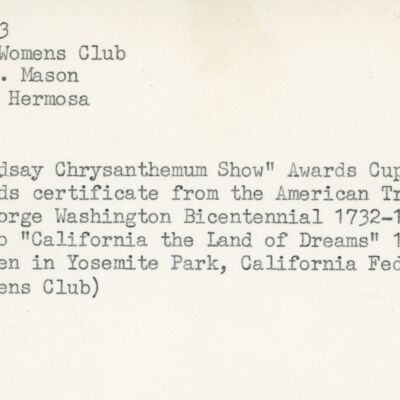 3
Womens Club
. Mason
Hermosa
dsay Chrysanthemum Show" Awards Cup
ds certificate from the American Tr
orge Washington Bicentennial 1732-1
o "California the Land of Dreams" 1
en in Yosemite Park, California Fed
ens Club)